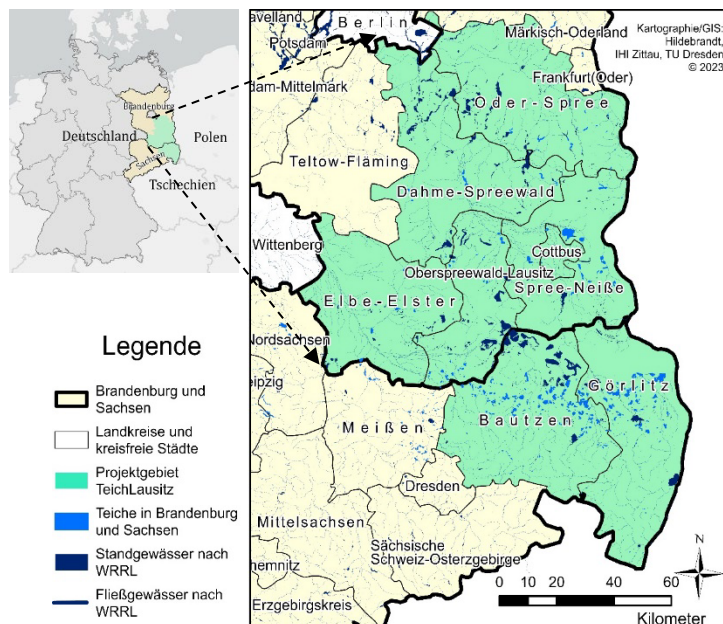 Brandenburg
Deutschland
Polen
Sachsen
Tschechien
Legende
Brandenburg und
Sachsen
Landkreise und
kreisfreie Städte
Projektgebiet
TeichLausitz
Teiche in Brandenburg
und Sachsen
Standgewässer nach
WRRL
Fließgewässer nach
WRRL
avelland
Berlin
Märkisch-Oderland
Kartographie/GIS:
Hildebrandt,
IHI Zittau, TU Dresden
© 2023
Potsdam
dam-Mittelmark
Frankfurt(Oder)
Oder-Spree
Teltow-Fläming
Dahme-Spreewald
Wittenberg
Cottbus
Oberspreewald-Lausitz
Spree-Neiße
Elbe-Elster
Nordsachsen
eipzig
Görlitz
Bautzen
Meißen
Dresden
Mittelsachsen
Sächsische
Schweiz-Osterzgebirge
hemnitz
Erzgebirgskreis
N
0 10 20 40 60
Kilometer